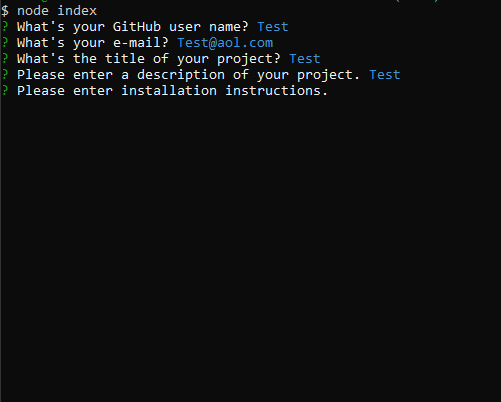 $ node index
? What's your GitHub user name? Test
? What's your e-mail? Test@aol.com
? What's the title of your project? Test
? Please enter a description of your project. Test
? Please enter installation instructions.